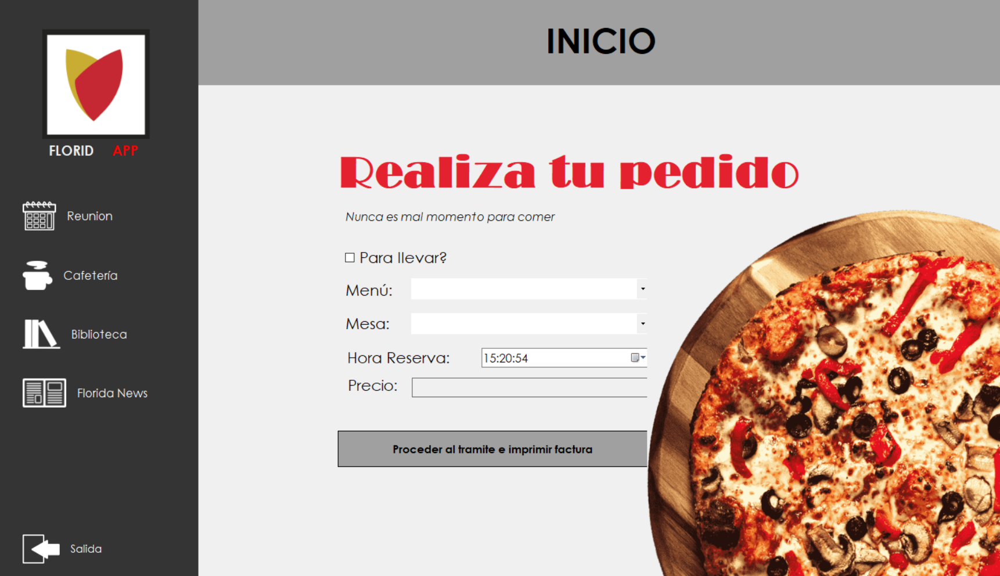 FLORID APP
Reunion
Cafetería
Biblioteca
Florida News
Salida
INICIO
Realiza tu pedido
Nunca es mal momento para comer
Para llevar?
Menú:
Mesa:
Hora Reserva: 15:20:54
Precio:
Proceder al tramite e imprimir factura